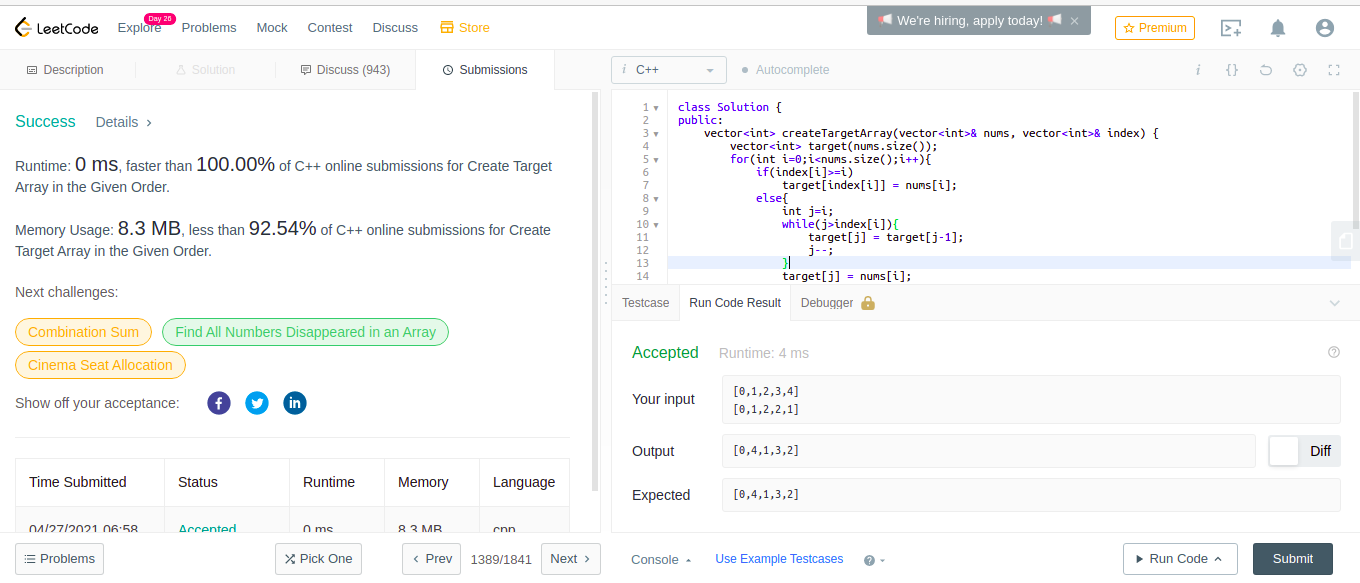 LeetCode
Explore
Day 26
Problems
Mock
Contest
Discuss
Store
We're hiring, apply today!
Premium
Description
Solution
Discuss (943)
Submissions
Success
Details
Runtime: 0 ms, faster than 100.00% of C++ online submissions for Create Target
Array in the Given Order.
Memory Usage: 8.3 MB, less than 92.54% of C++ online submissions for Create
Target Array in the Given Order.
Next challenges:
Combination Sum
Find All Numbers Disappeared in an Array
Cinema Seat Allocation
Show off your acceptance:
Time Submitted Status Runtime Memory Language
04/27/2021 06:58 Accepted 0 ms 8.3 MB cpp
Problems
Pick One
Prev
1389/1841
Next
i C++
Autocomplete
i {}
1 class Solution {
2 public:
3 vector<int> createTargetArray(vector<int>& nums, vector<int>& index) {
4 vector<int> target(nums.size());
5 for(int i=0;i<nums.size();i++){
6 if(index[i]>=i)
7 target[index[i]] = nums[i];
8 else{
9 int j=i;
10 while(j>index[i]){
11 target[j] = target[j-1];
12 j--;
13 }
14 target[j] = nums[i];
Testcase
Run Code Result
Debugger
Accepted
Runtime: 4 ms
Your input
[0,1,2,3,4]
[0,1,2,2,1]
Output
[0,4,1,3,2]
Diff
Expected
[0,4,1,3,2]
Console
Use Example Testcases
Run Code
Submit